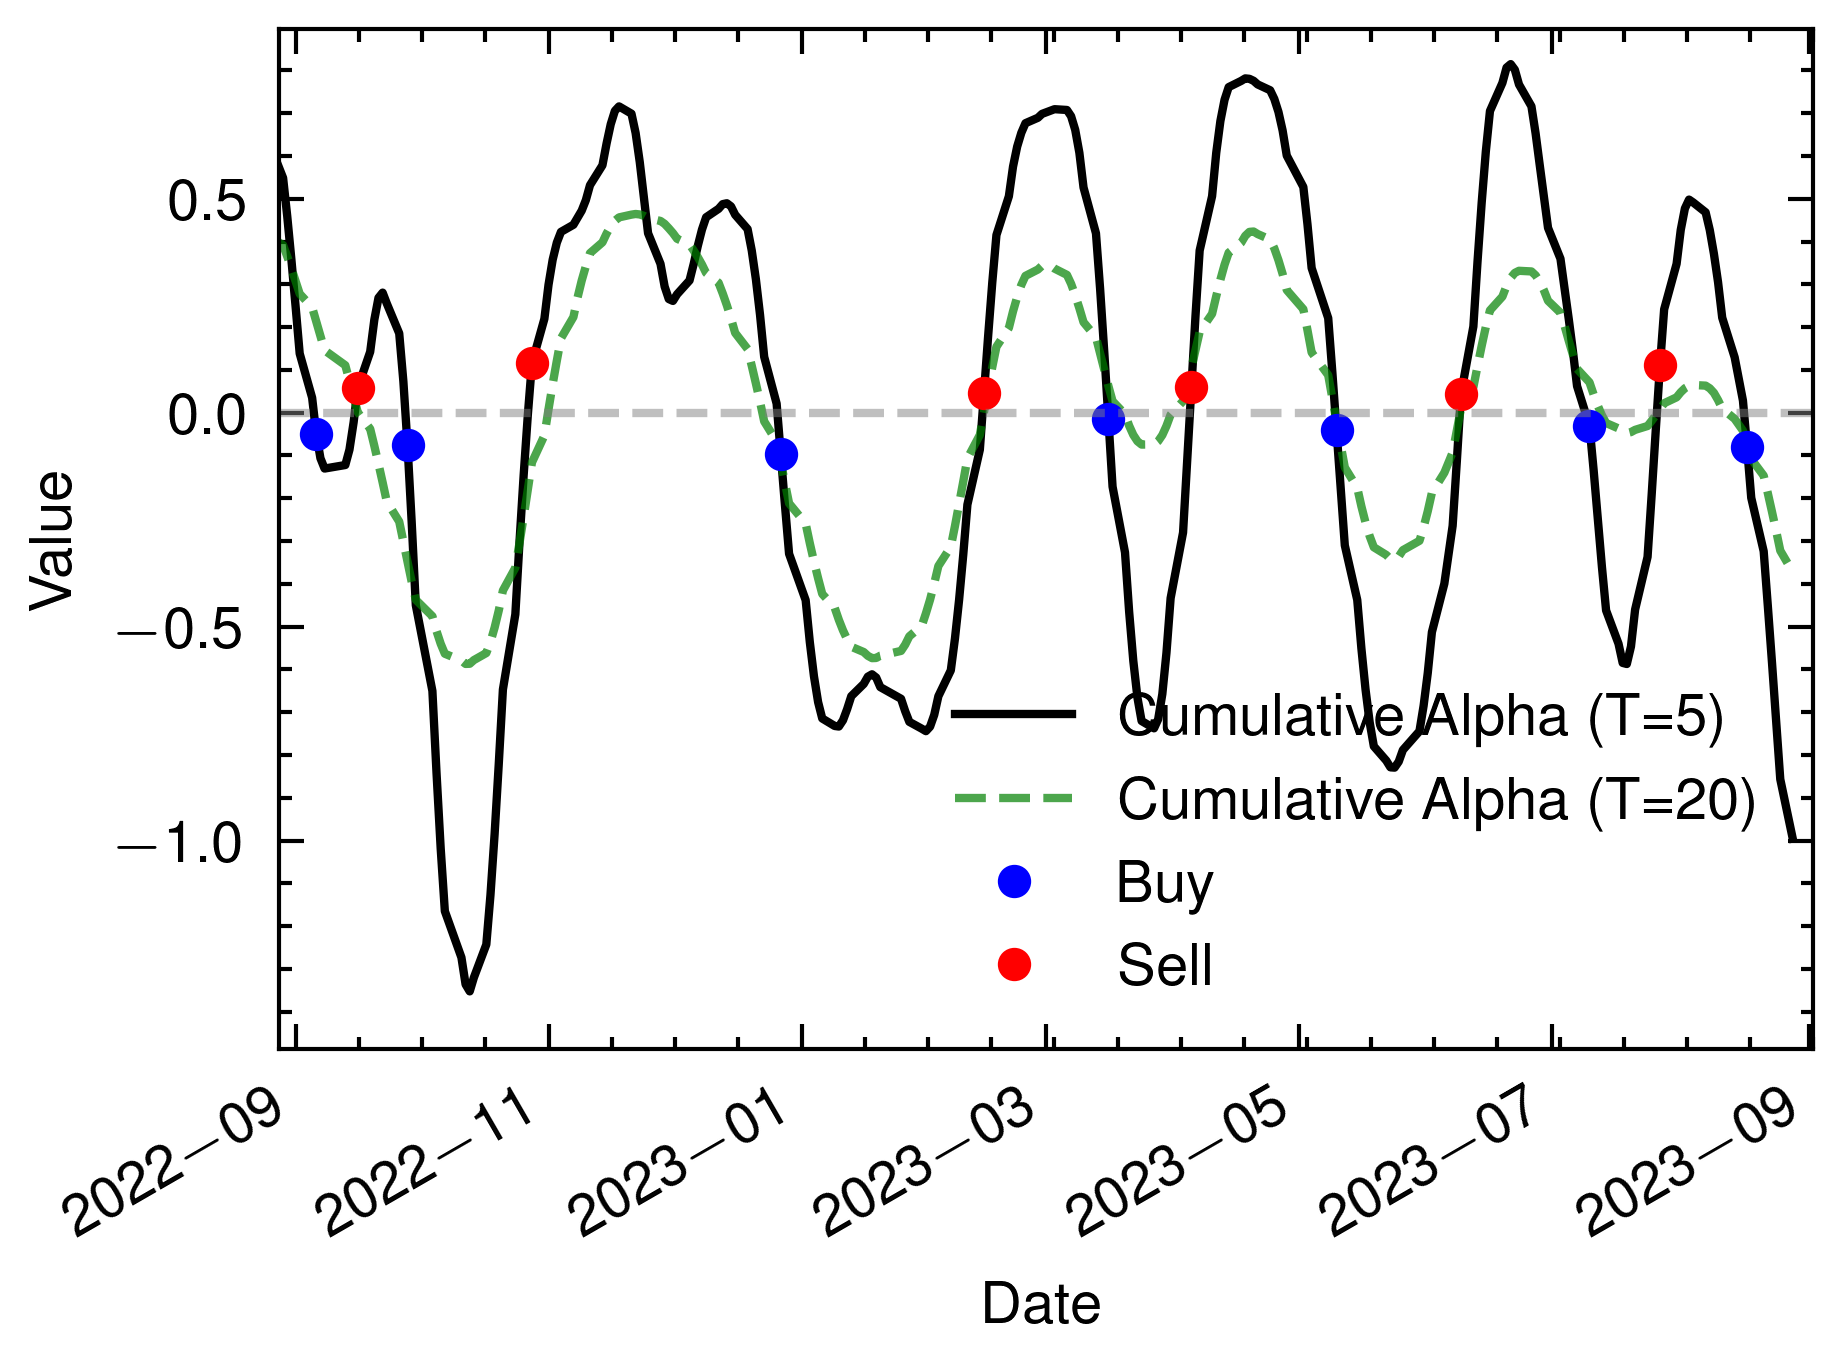 0.5
0.0
−0.5
−1.0
Value
Cumulative Alpha (T=5)
Cumulative Alpha (T=20)
Buy
Sell
2022−09
2022−11
2023−01
2023−03
2023−05
2023−07
2023−09
Date